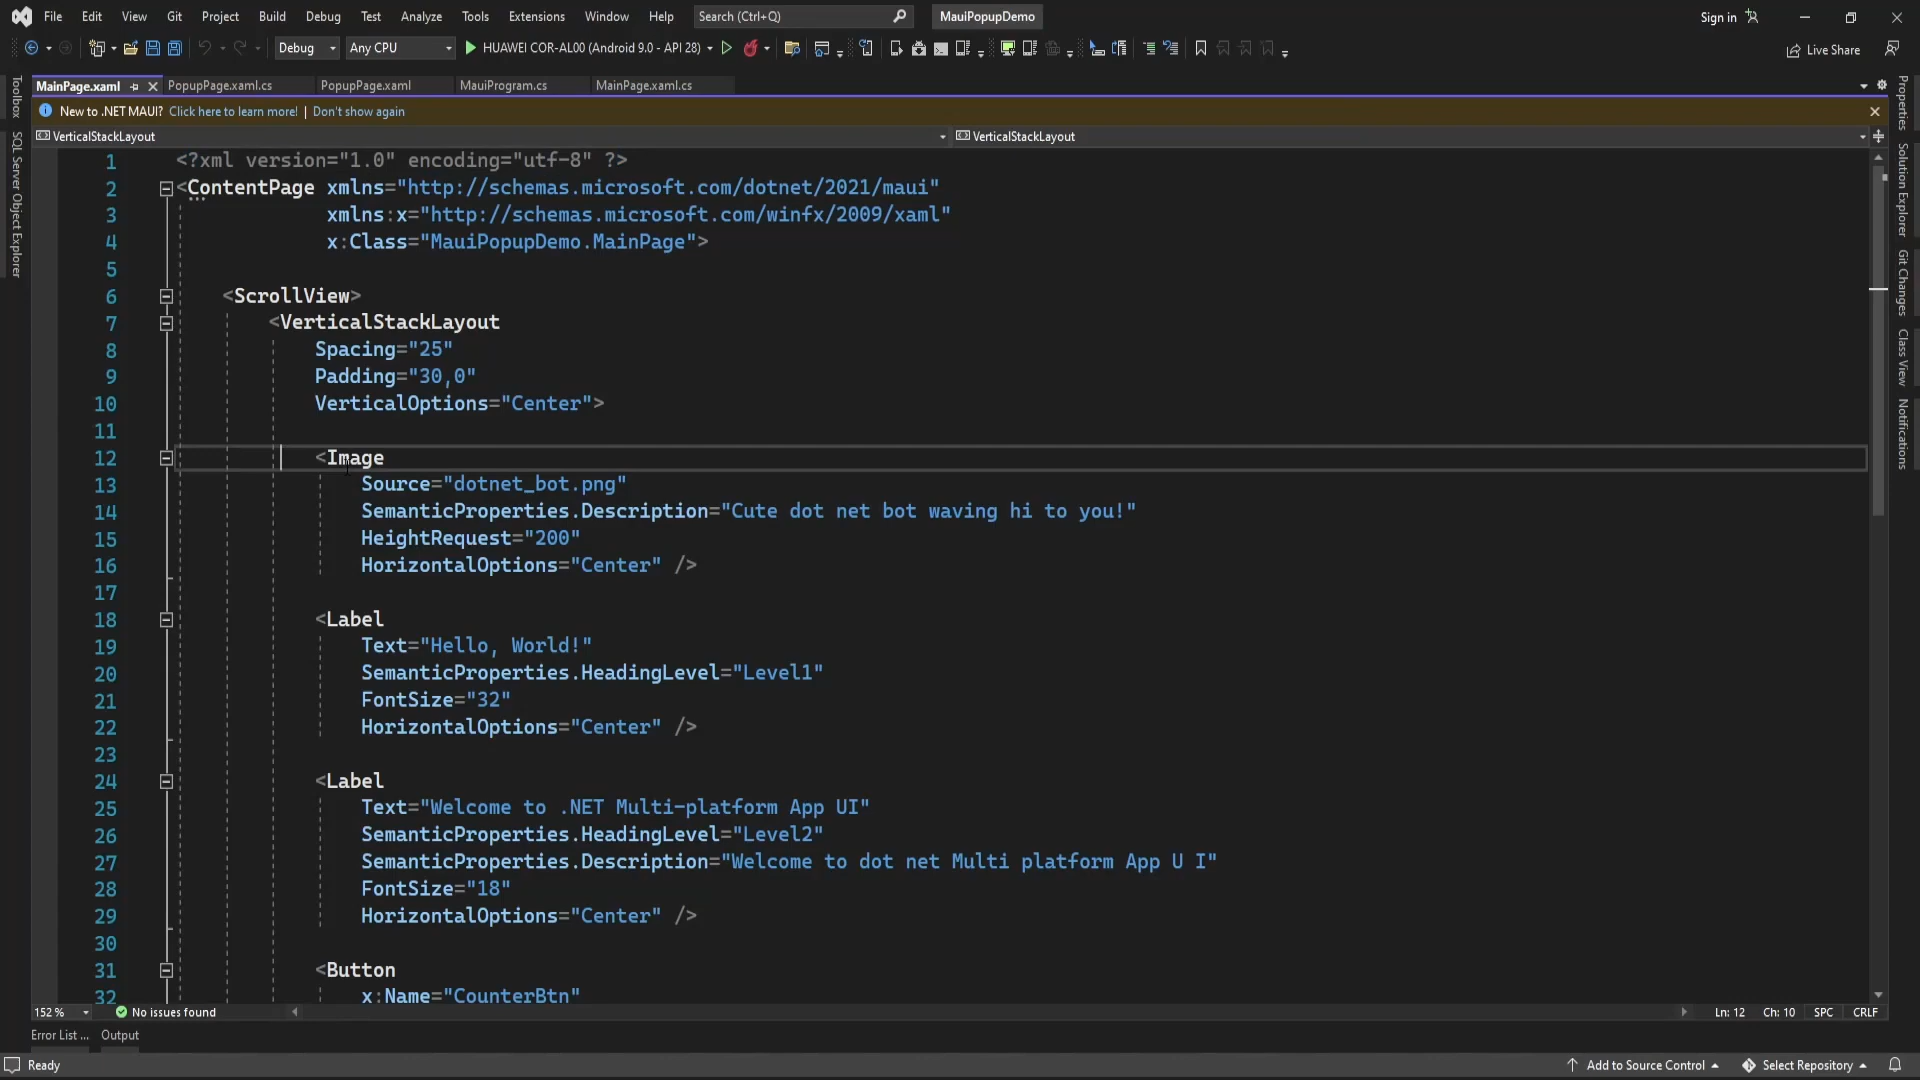 File Edit View Git Project Build Debug Test Analyze Tools Extensions Window Help Search (Ctrl+Q) MauiPopupDemo Sign in
Debug Any CPU HUAWEI COR-AL00 (Android 9.0 - API 28) Live Share
MainPage.xaml PopupPage.xaml.cs PopupPage.xaml MauiProgram.cs MainPage.xaml.cs
New to .NET MAUI? Click here to learn more! | Don't show again
VerticalStackLayout VerticalStackLayout
Toolbox
SQL Server Object Explorer
1 <?xml version="1.0" encoding="utf-8" ?>
2 <ContentPage xmlns="http://schemas.microsoft.com/dotnet/2021/maui"
3 xmlns:x="http://schemas.microsoft.com/winfx/2009/xaml"
4 x:Class="MauiPopupDemo.MainPage">
5
6 <ScrollView>
7 <VerticalStackLayout
8 Spacing="25"
9 Padding="30,0"
10 VerticalOptions="Center">
11
12 <Image
13 Source="dotnet_bot.png"
14 SemanticProperties.Description="Cute dot net bot waving hi to you!"
15 HeightRequest="200"
16 HorizontalOptions="Center" />
17
18 <Label
19 Text="Hello, World!"
20 SemanticProperties.HeadingLevel="Level1"
21 FontSize="32"
22 HorizontalOptions="Center" />
23
24 <Label
25 Text="Welcome to .NET Multi-platform App UI"
26 SemanticProperties.HeadingLevel="Level2"
27 SemanticProperties.Description="Welcome to dot net Multi platform App U I"
28 FontSize="18"
29 HorizontalOptions="Center" />
30
31 <Button
32 x:Name="CounterBtn"
Properties
Solution Explorer
Git Changes
Class View
Notifications
152 % No issues found Ln: 12 Ch: 10 SPC CRLF
Error List ... Output
Ready Add to Source Control Select Repository